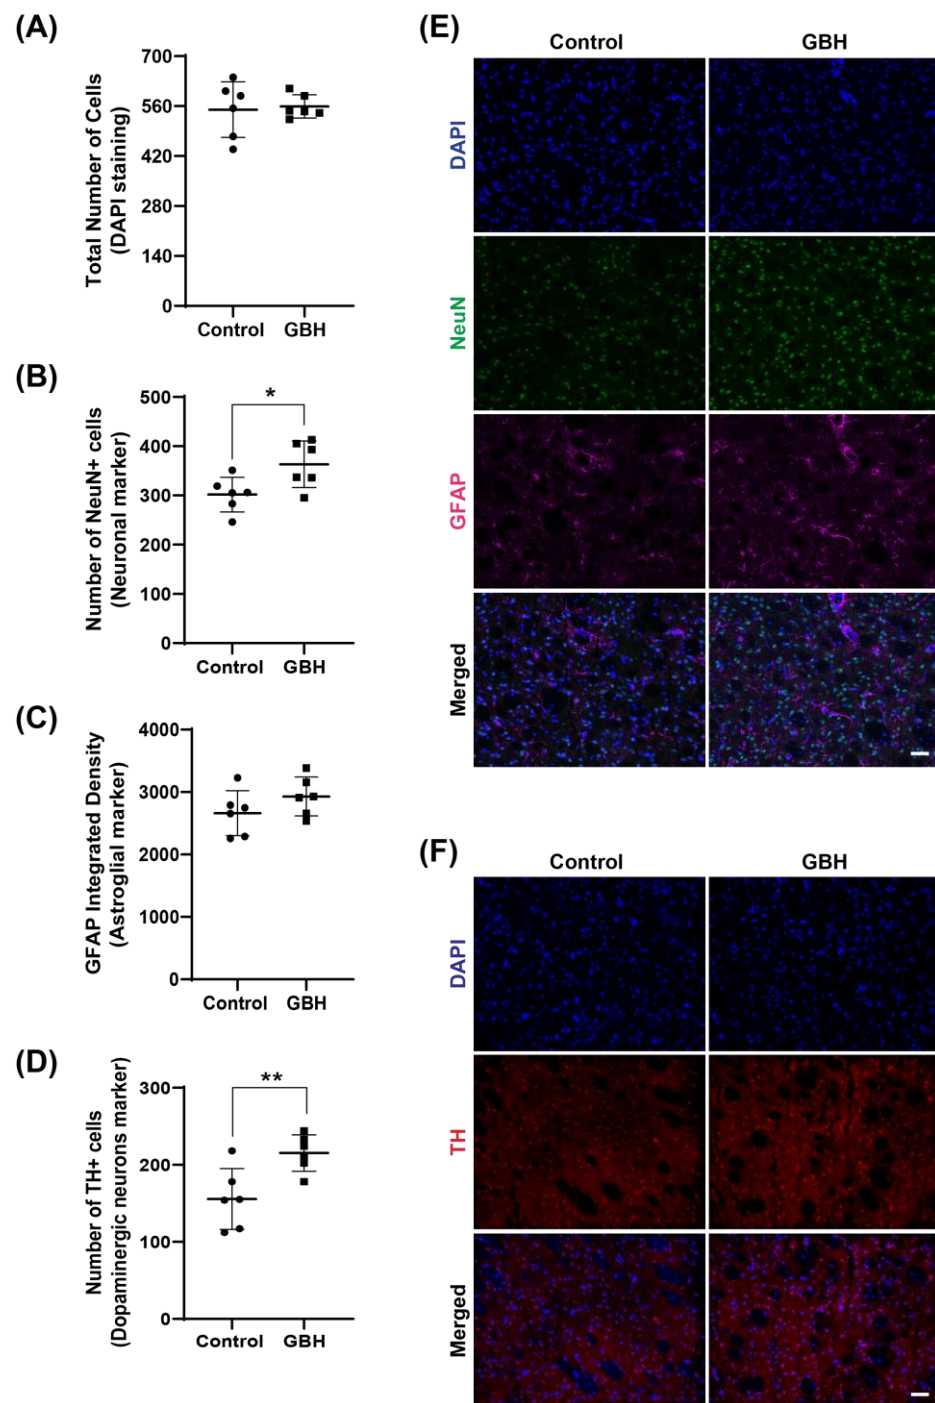 (A)
Total Number of Cells
(DAPI staining)
700
560
420
280
140
0
Control
GBH
(B)
Number of NeuN+ cells
(Neuronal marker)
500
400
300
200
100
0
*
Control
GBH
(C)
GFAP Integrated Density
(Astroglial marker)
4000
3000
2000
1000
0
Control
GBH
(D)
Number of TH+ cells
(Dopaminergic neurons marker)
300
200
100
0
**
Control
GBH
(E)
Control
GBH
DAPI
NeuN
GFAP
Merged
(F)
Control
GBH
DAPI
TH
Merged